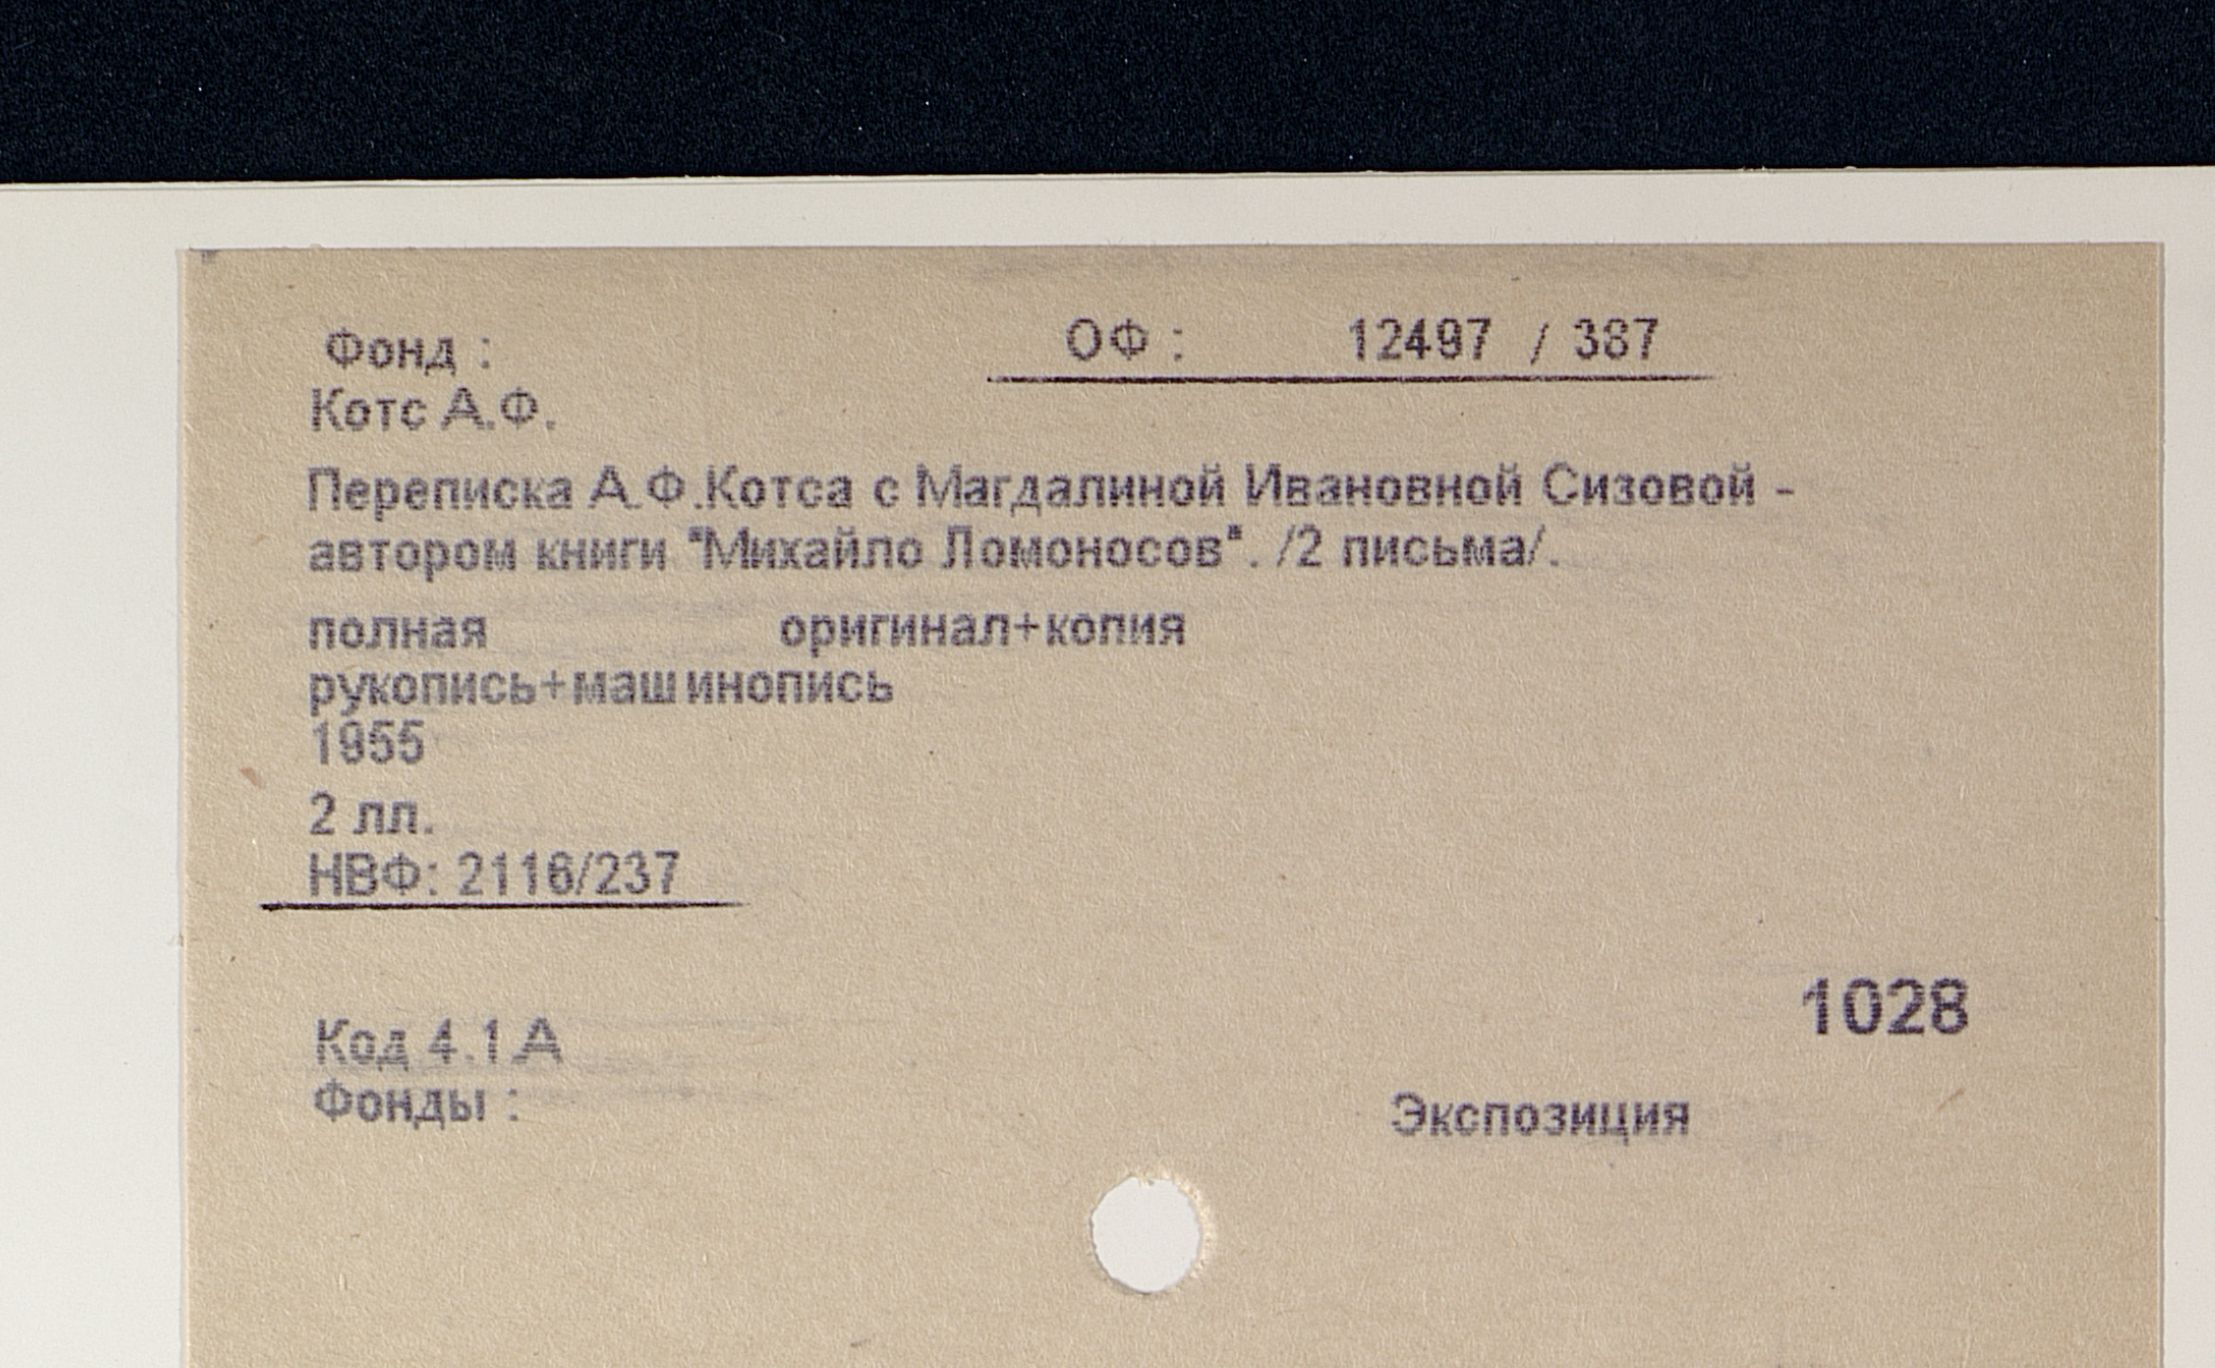 Фонд : ОФ : 12497 / 387
Котс А.Ф.
Переписка А.Ф.Котса с Магдалиной Ивановной Сизовой -
автором книги "Михайло Ломоносов". /2 письма/.
полная оригинал+копия
рукопись+машинопись
1955
2 лл.
НВФ: 2116/237
1028
Код 4.1.А
Фонды : Экспозиция